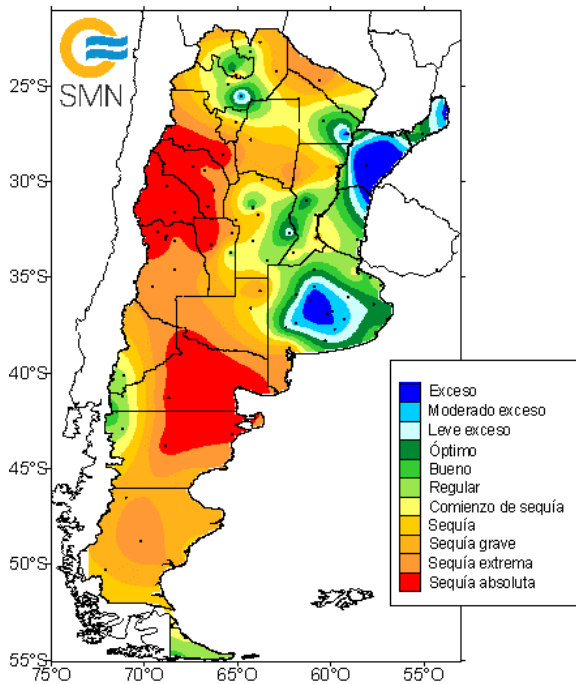 SMN
25°S
30°S
35°S
40°S
45°S
50°S
55°S
75°O
70°O
65°O
60°O
55°O
Exceso
Moderado exceso
Leve exceso
Óptimo
Bueno
Regular
Comienzo de sequía
Sequía
Sequía grave
Sequía extrema
Sequía absoluta